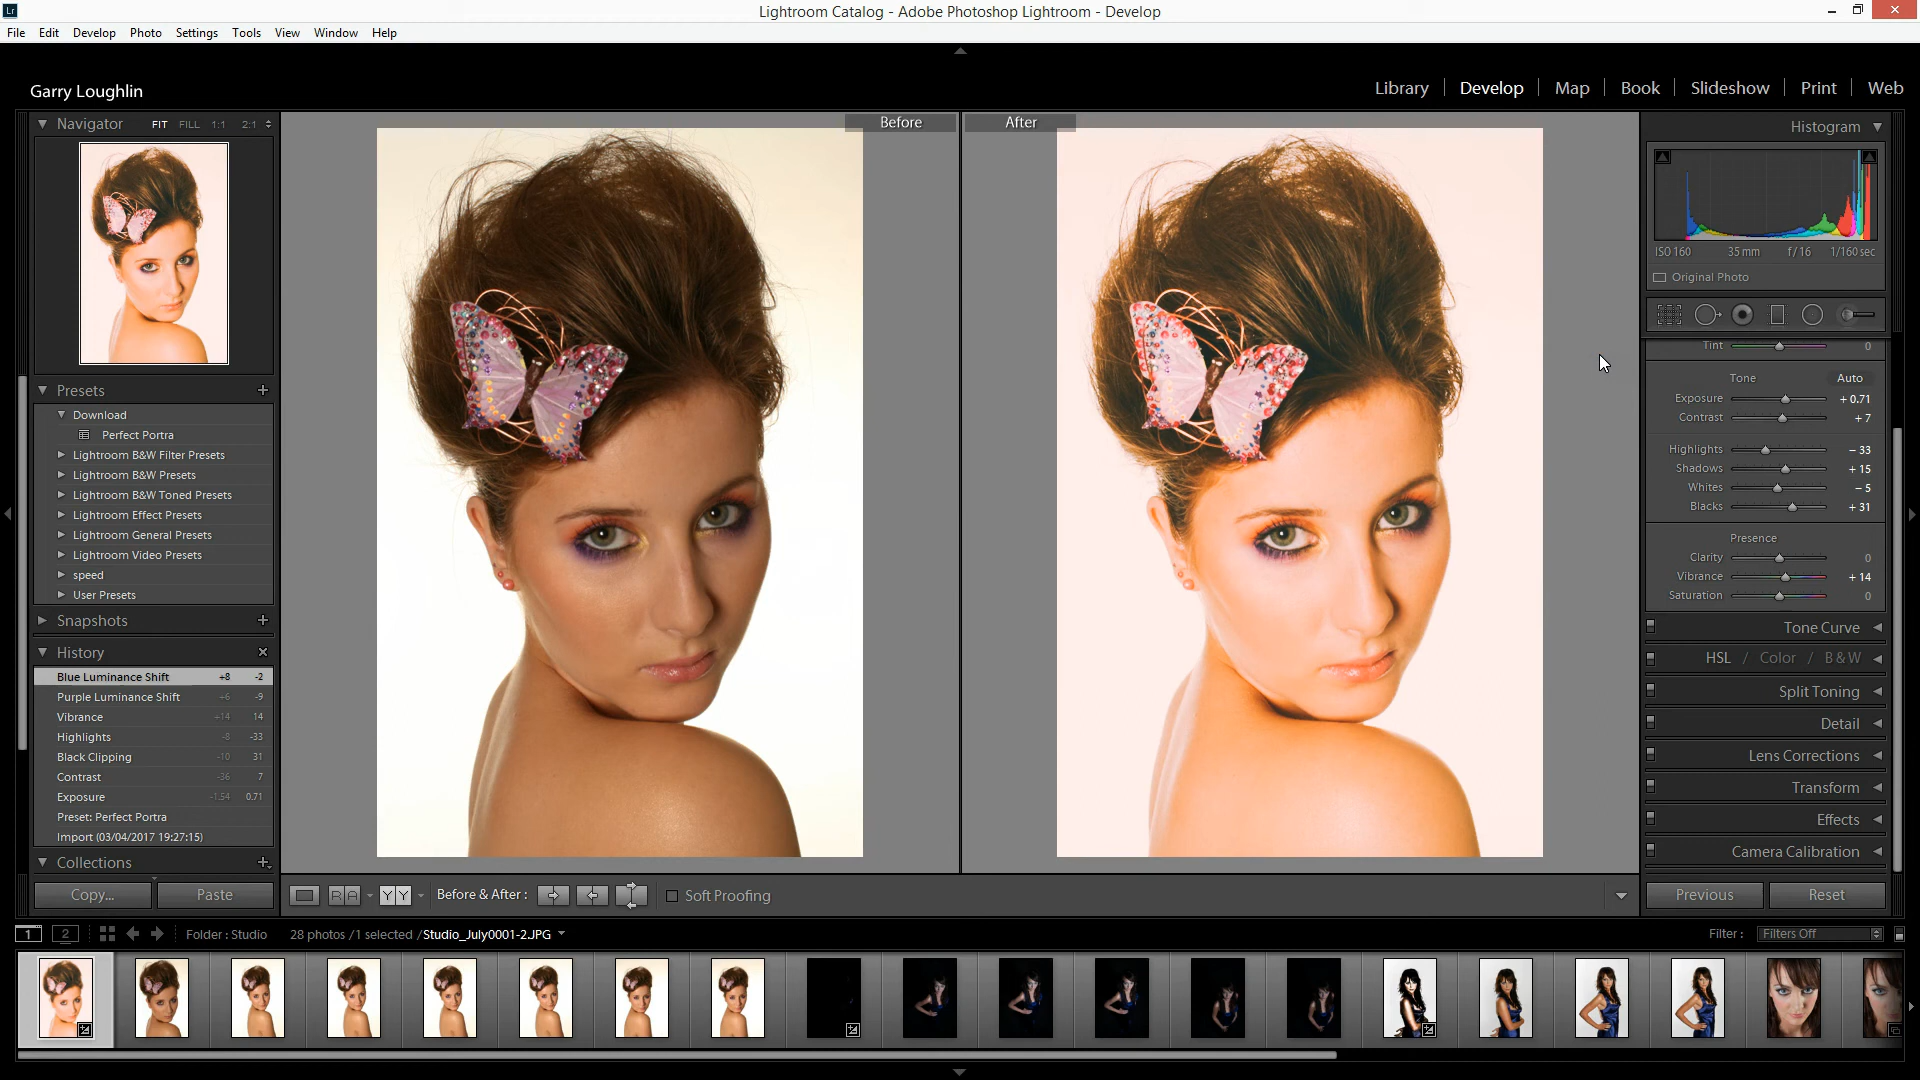 Lr
Lightroom Catalog - Adobe Photoshop Lightroom - Develop
File Edit Develop Photo Settings Tools View Window Help
Garry Loughlin
Library Develop Map Book Slideshow Print Web
Navigator FIT FILL 1:1 2:1
Presets +
Download
Perfect Portra
Lightroom B&W Filter Presets
Lightroom B&W Presets
Lightroom B&W Toned Presets
Lightroom Effect Presets
Lightroom General Presets
Lightroom Video Presets
speed
User Presets
Snapshots +
History ×
Blue Luminance Shift +8 -2
Purple Luminance Shift +6 -9
Vibrance +14 14
Highlights -8 -33
Black Clipping -10 31
Contrast -36 7
Exposure -1.54 0.71
Preset: Perfect Portra
Import (03/04/2017 19:27:15)
Collections +
Copy... Paste
Before
After
Histogram
ISO 160 35 mm f / 16 1/160 sec
Original Photo
Tint 0
Tone Auto
Exposure + 0.71
Contrast + 7
Highlights − 33
Shadows + 15
Whites − 5
Blacks + 31
Presence
Clarity 0
Vibrance + 14
Saturation 0
Tone Curve
HSL / Color / B & W
Split Toning
Detail
Lens Corrections
Transform
Effects
Camera Calibration
Previous Reset
R A Y Y Before & After : Soft Proofing
1 2 Folder : Studio 28 photos / 1 selected / Studio_July0001-2.JPG
Filter : Filters Off